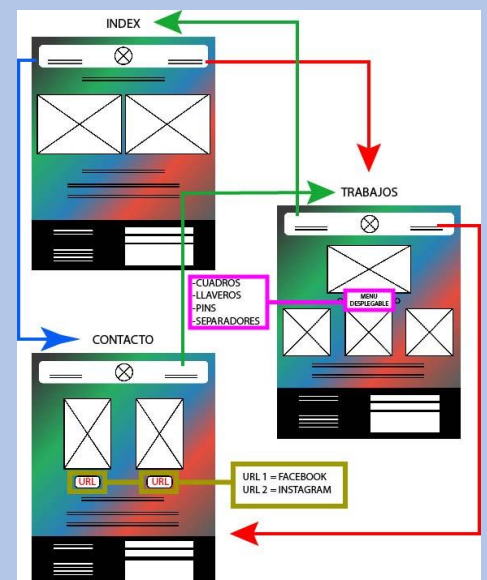 INDEX
TRABAJOS
MENU
DESPLEGABLE
-CUADROS
-LLAVEROS
-PINS
-SEPARADORES
CONTACTO
URL
URL
URL 1 = FACEBOOK
URL 2 = INSTAGRAM